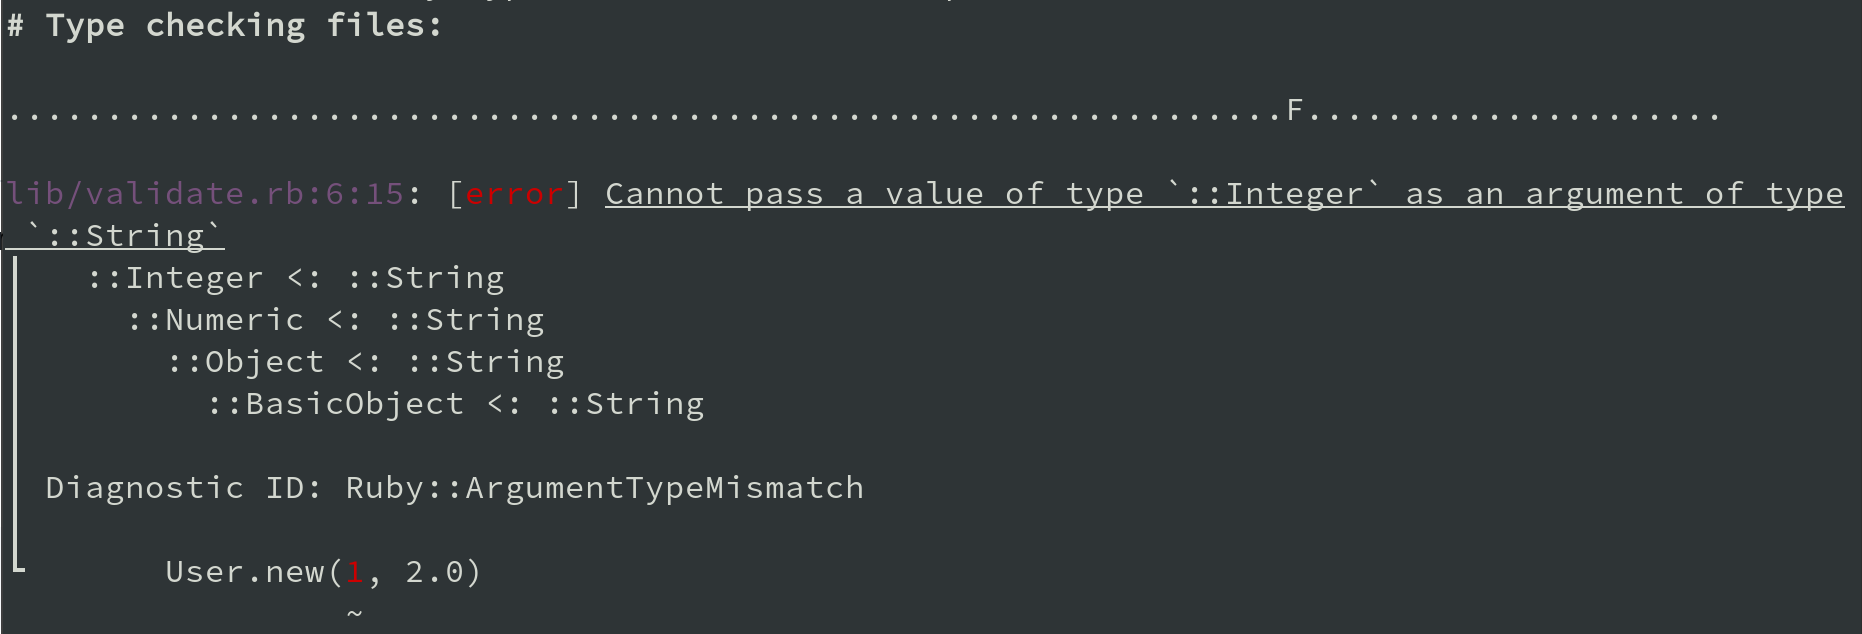 # Type checking files:
................................................................F.....................
lib/validate.rb:6:15: [error] Cannot pass a value of type `::Integer` as an argument of type
`::String`
::Integer <: ::String
::Numeric <: ::String
::Object <: ::String
::BasicObject <: ::String
Diagnostic ID: Ruby::ArgumentTypeMismatch
User.new(1, 2.0)
~